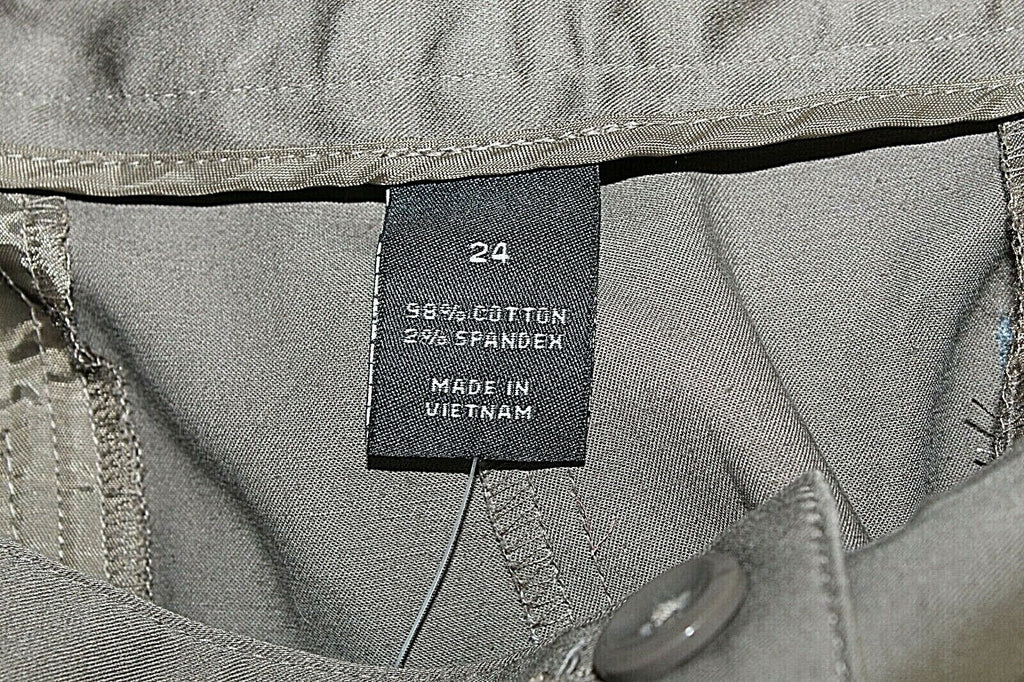 24
98% COTTON
2% SPANDEX
MADE IN
VIETNAM